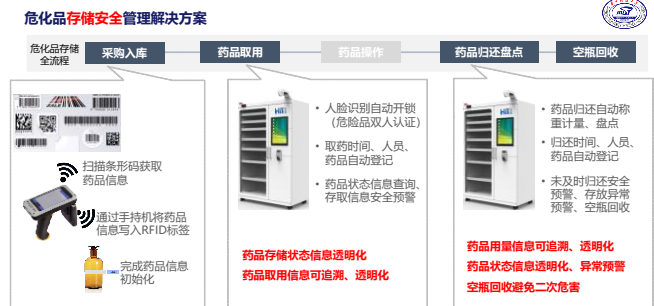 危化品存储安全管理解决方案
危化品存储
全流程
采购入库
药品取用
药品操作
药品归还盘点
空瓶回收
扫描条形码获取
药品信息
通过手持机将药品
信息写入RFID标签
完成药品信息
初始化
• 人脸识别自动开锁
（危险品双人认证）
• 取药时间、人员、
药品自动登记
• 药品状态信息查询、
存取信息安全预警
药品存储状态信息透明化
药品取用信息可追溯、透明化
• 药品归还自动称
重计量、盘点
• 归还时间、人员、
药品自动登记
• 未及时归还安全
预警、存放异常
预警、空瓶回收
药品用量信息可追溯、透明化
药品状态信息透明化、异常预警
空瓶回收避免二次危害